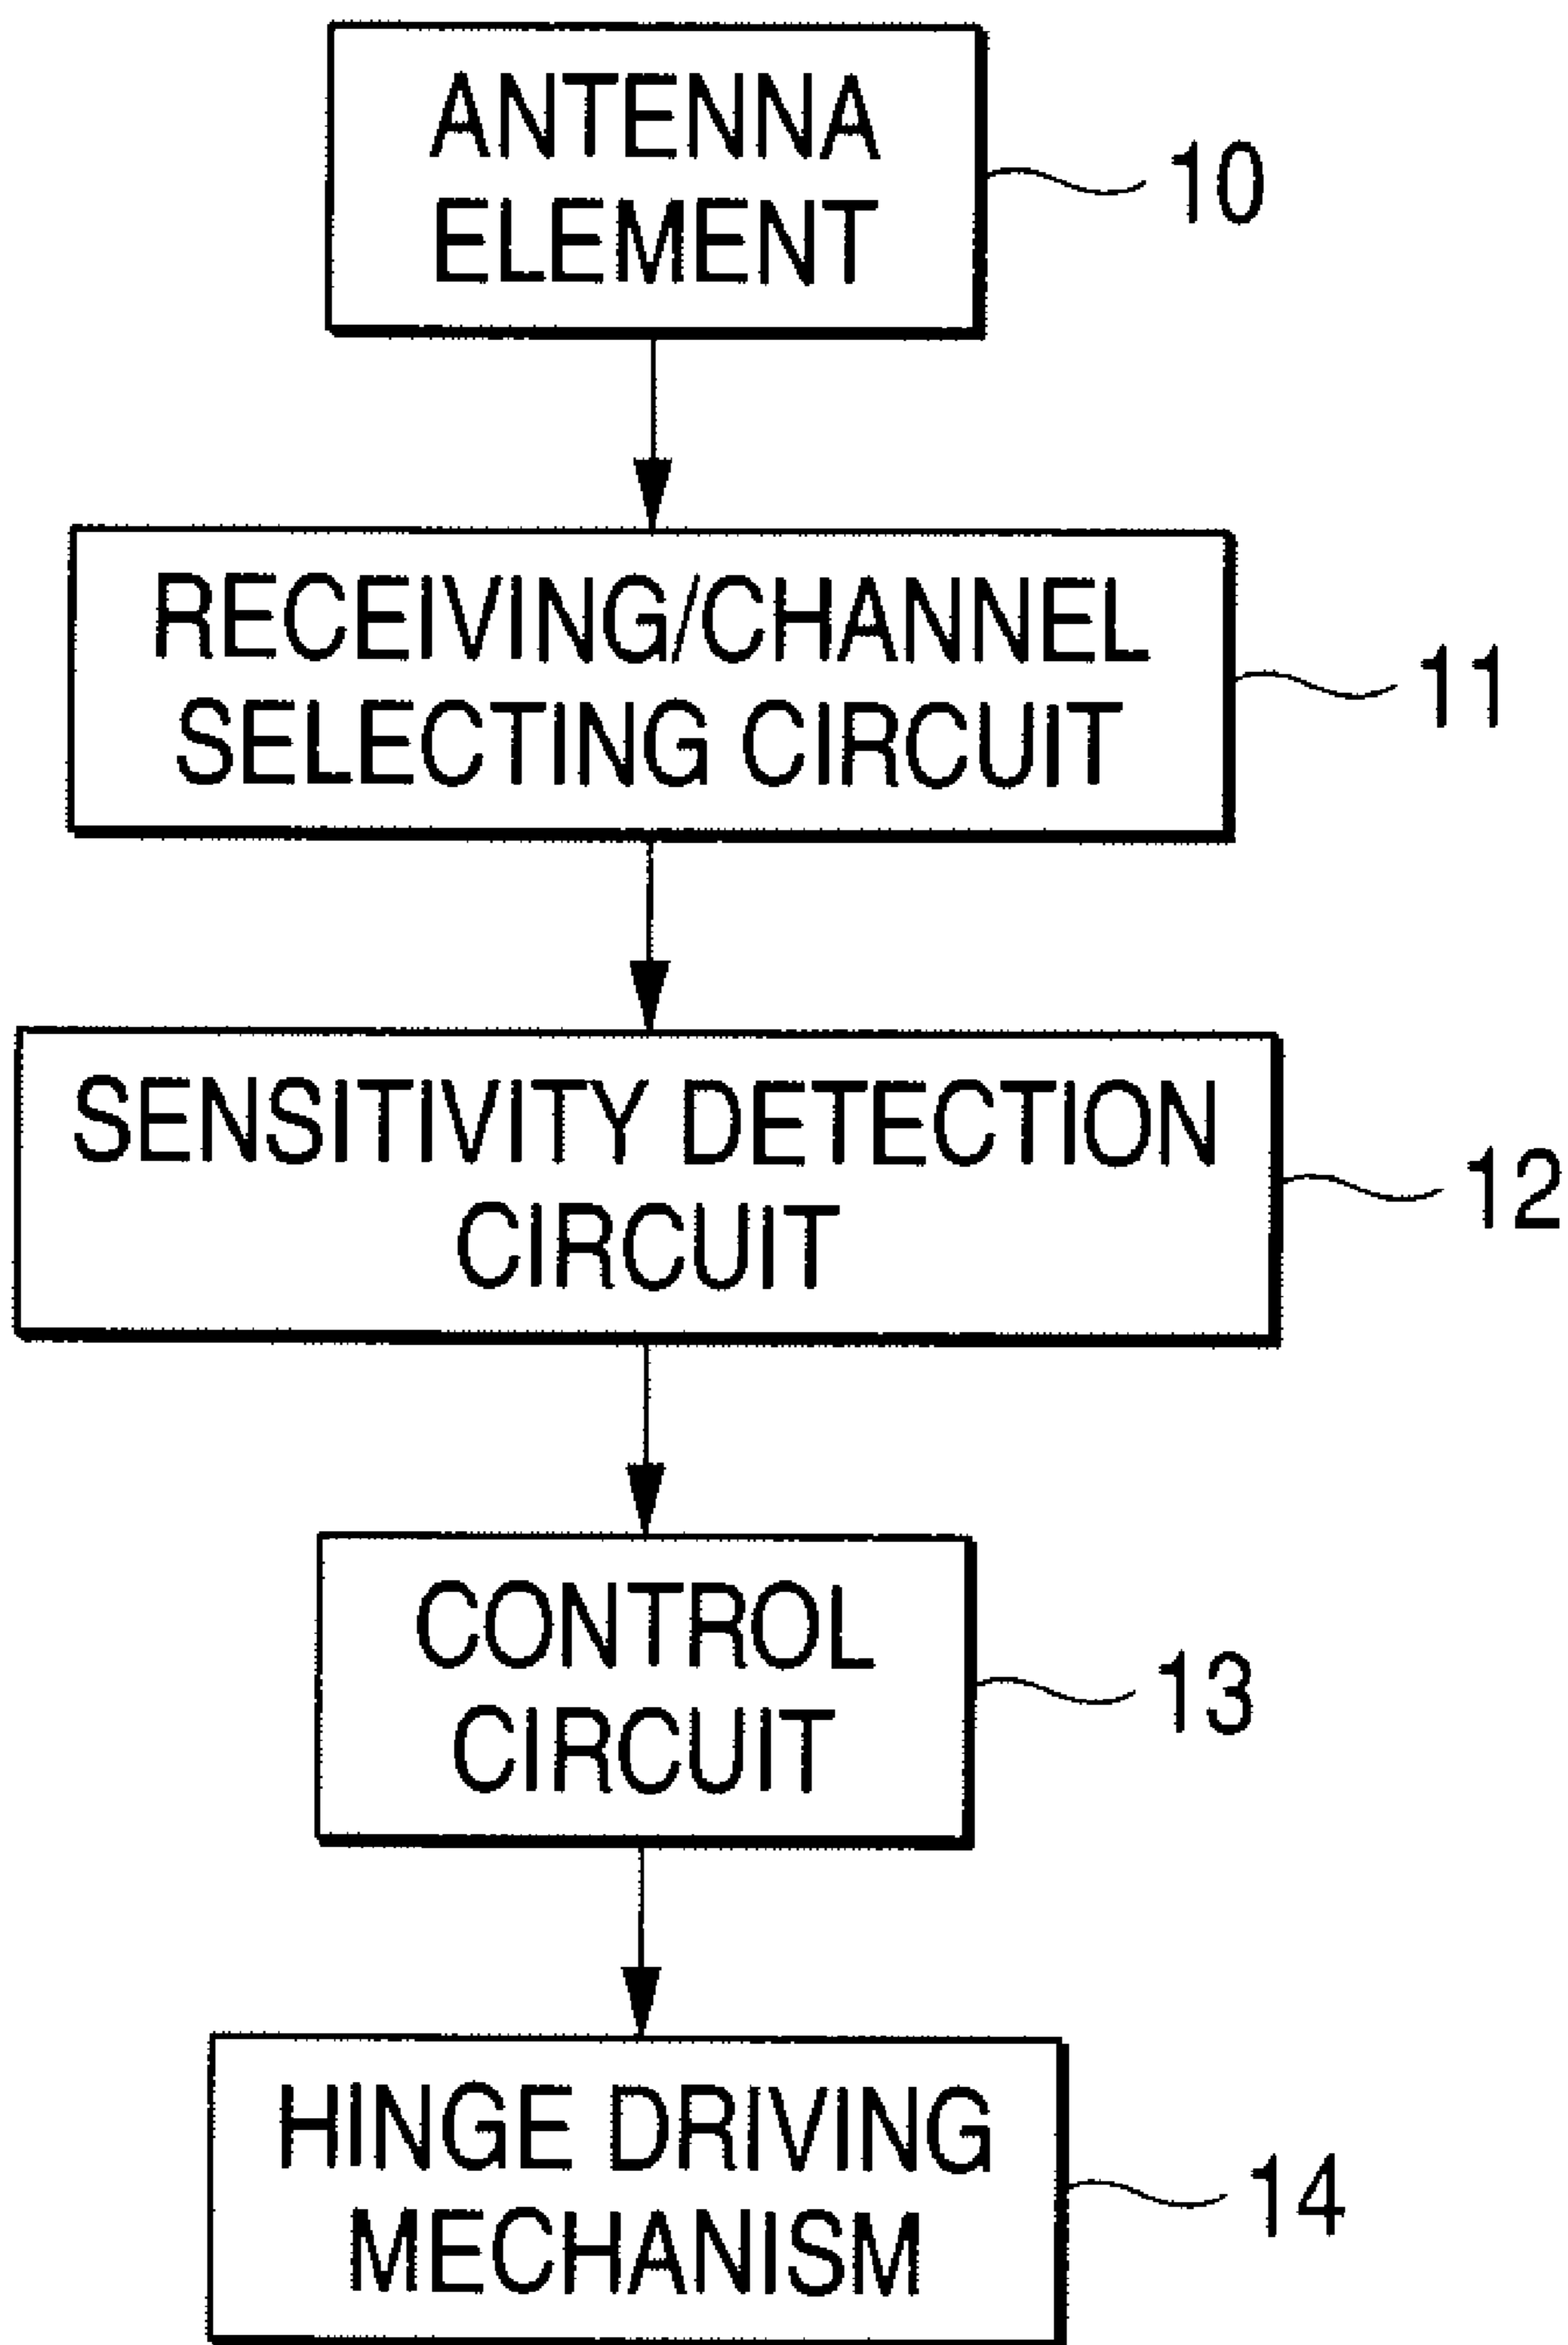 ANTENNA
ELEMENT
10
RECEIVING/CHANNEL
SELECTING CIRCUIT
11
SENSITIVITY DETECTION
CIRCUIT
12
CONTROL
CIRCUIT
13
HINGE DRIVING
MECHANISM
14